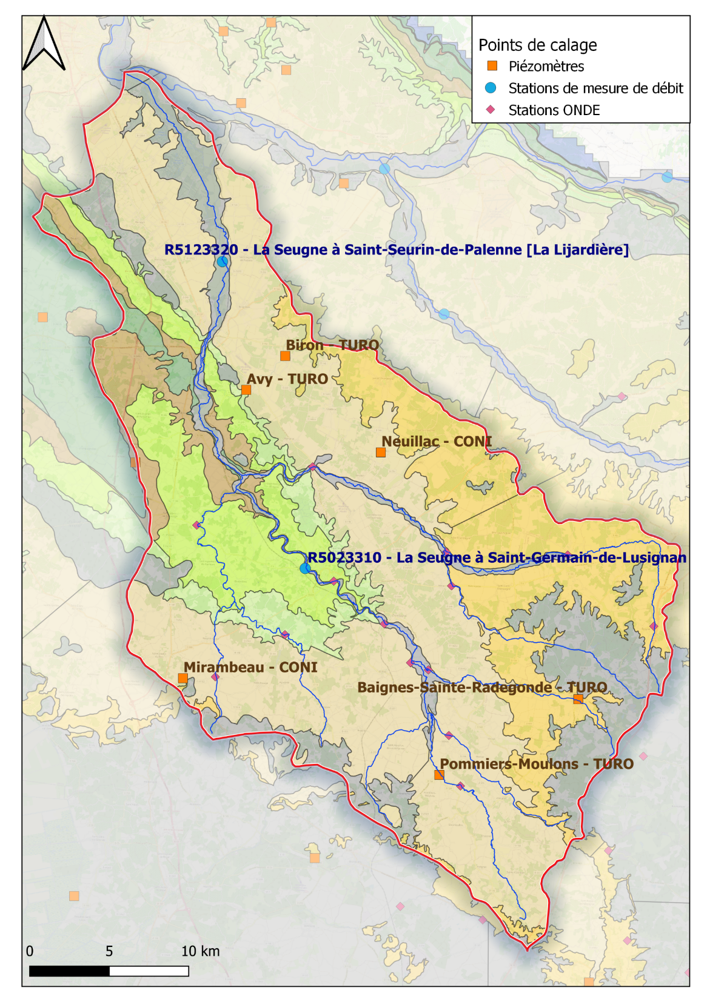 Points de calage
Piézomètres
Stations de mesure de débit
Stations ONDE
R5123320 - La Seugne à Saint-Seurin-de-Palenne [La Lijardière]
Biron - TURO
Avy - TURO
Neuillac - CONI
R5023310 - La Seugne à Saint-Germain-de-Lusignan
Mirambeau - CONI
Baignes-Sainte-Radegonde - TURO
Pommiers-Moulons - TURO
0 5 10 km